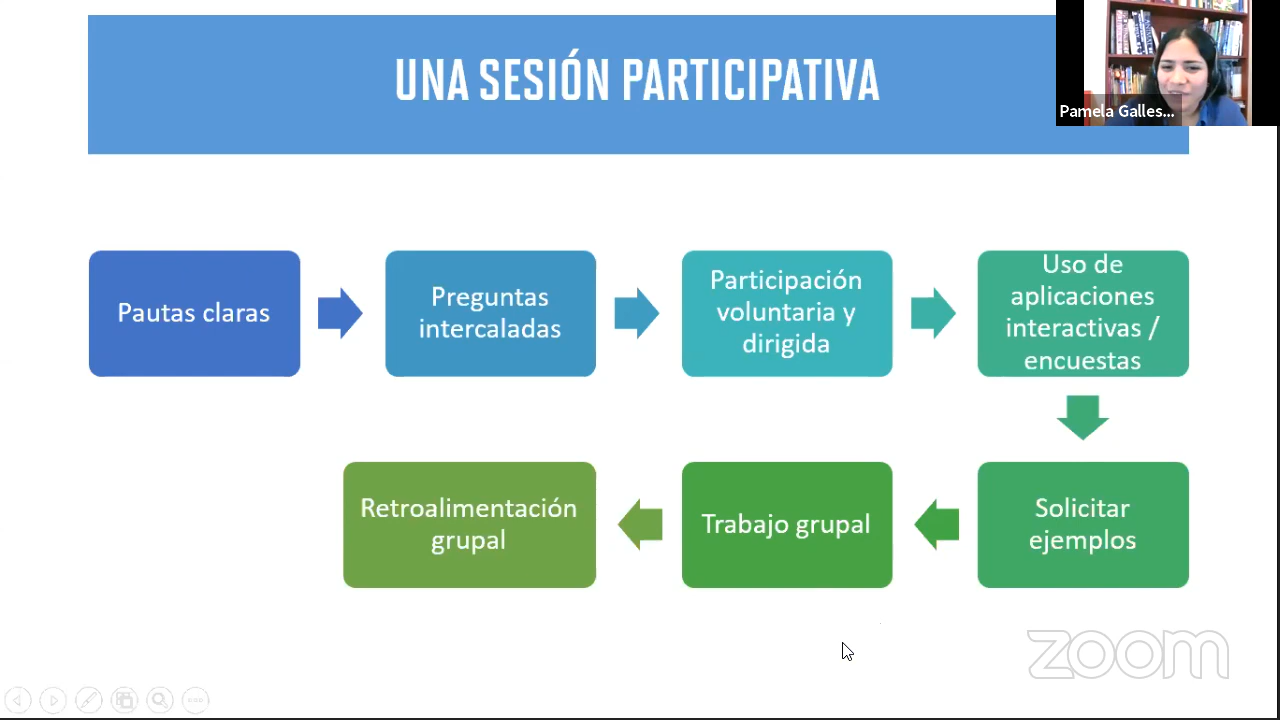 UNA SESIÓN PARTICIPATIVA
Pamela Galles...
Pautas claras
Preguntas
intercaladas
Participación
voluntaria y
dirigida
Uso de
aplicaciones
interactivas /
encuestas
Retroalimentación
grupal
Trabajo grupal
Solicitar
ejemplos
zoom